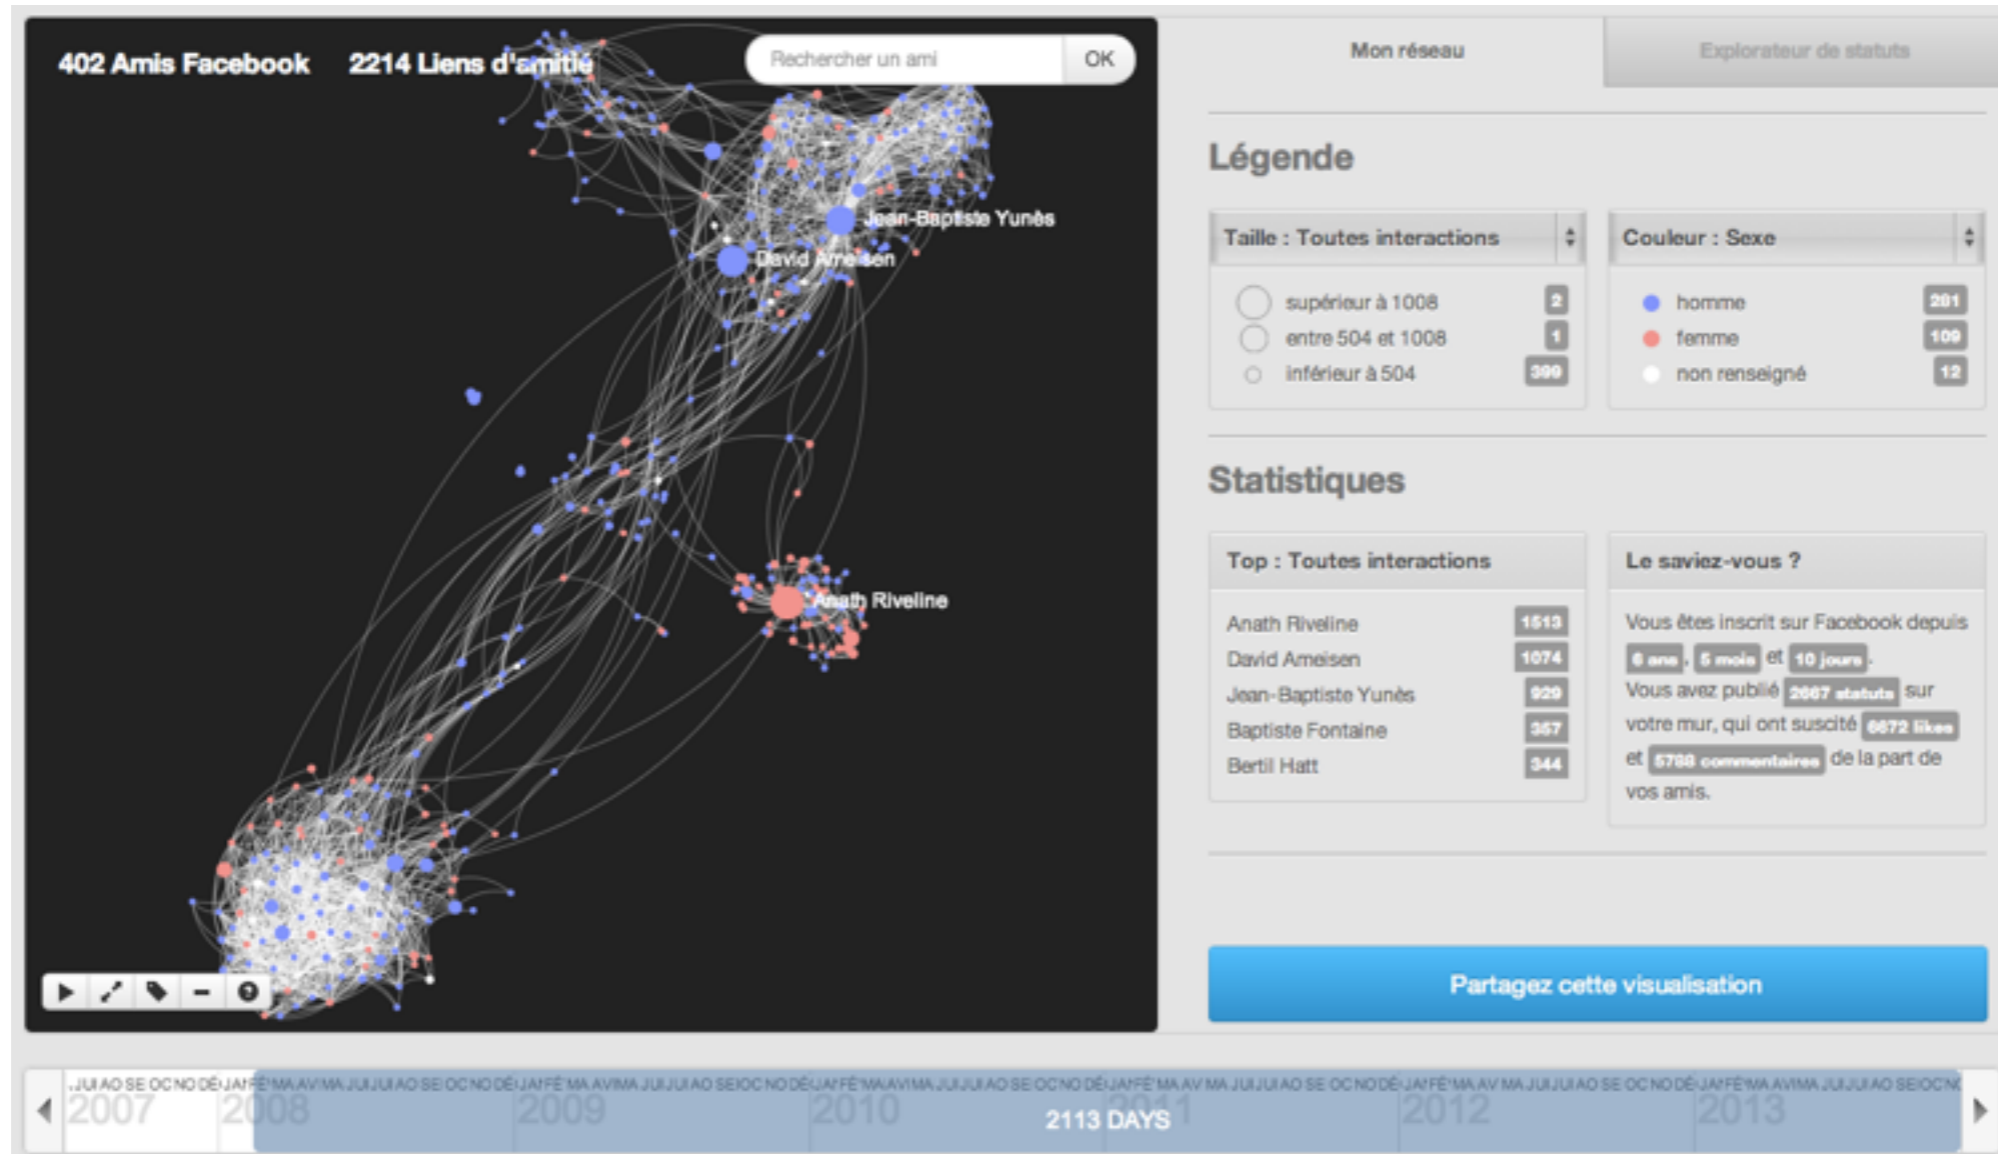 402 Amis Facebook 2214 Liens d'amitié
Rechercher un ami OK
Jean-Baptiste Yunès
David Ameisen
Anath Riveline
Mon réseau Explorateur de statuts
Légende
Taille : Toutes interactions
supérieur à 1008 2
entre 504 et 1008 1
inférieur à 504 399
Couleur : Sexe
homme 281
femme 109
non renseigné 12
Statistiques
Top : Toutes interactions
Anath Riveline 1513
David Ameisen 1074
Jean-Baptiste Yunès 929
Baptiste Fontaine 357
Bertil Hatt 344
Le saviez-vous ?
Vous êtes inscrit sur Facebook depuis
6 ans, 5 mois et 10 jours.
Vous avez publié 2667 statuts sur
votre mur, qui ont suscité 6672 likes
et 5788 commentaires de la part de
vos amis.
Partagez cette visualisation
2007 2008 2009 2010 2011 2012 2013
2113 DAYS